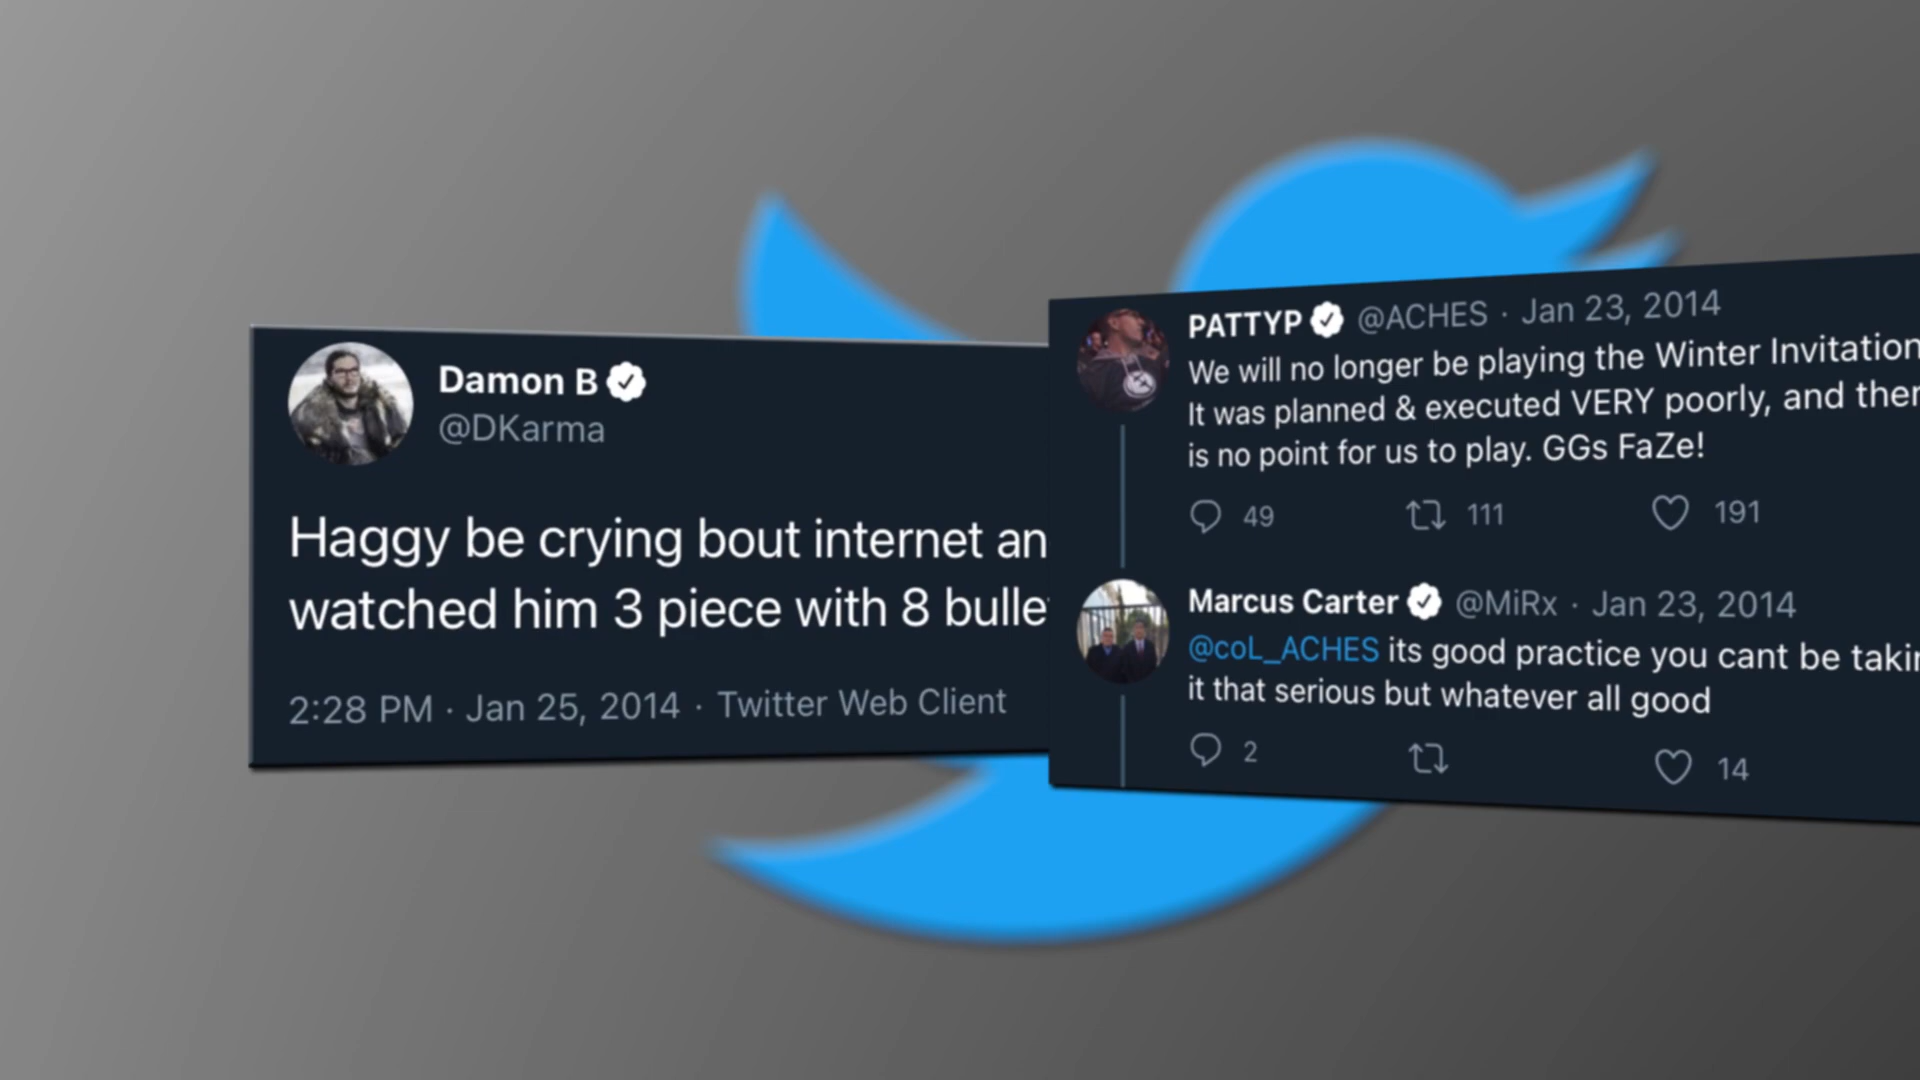 Damon B
@DKarma
Haggy be crying bout internet an
watched him 3 piece with 8
2:28 PM · Jan 25, 2014 · Twitter Web Client
PATTYP @ACHES · Jan 23, 2014
We will no longer be playing the Winter
It was planned & executed VERY poorly, and
is no point for us to play. GGs FaZe!
49 111 191
Marcus Carter @MiRx · Jan 23, 2014
@coL_ACHES its good practice you cant be
it that serious but whatever all good
2 14